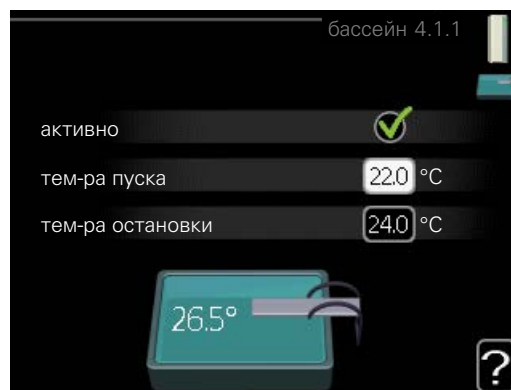 бассейн 4.1.1
активно
тем-ра пуска 22.0 °C
тем-ра остановки 24.0 °C
26.5°
?